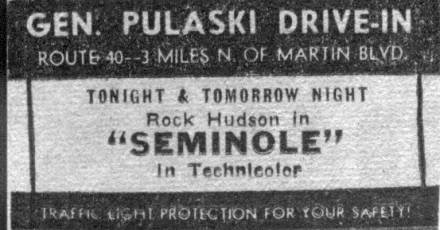 GEN. PULASKI DRIVE-IN
ROUTE 40--3 MILES N. OF MARTIN BLVD.
TONIGHT & TOMORROW NIGHT
Rock Hudson in
"SEMINOLE"
in Technicolor
TRAFFIC LIGHT PROTECTION FOR YOUR SAFETY!